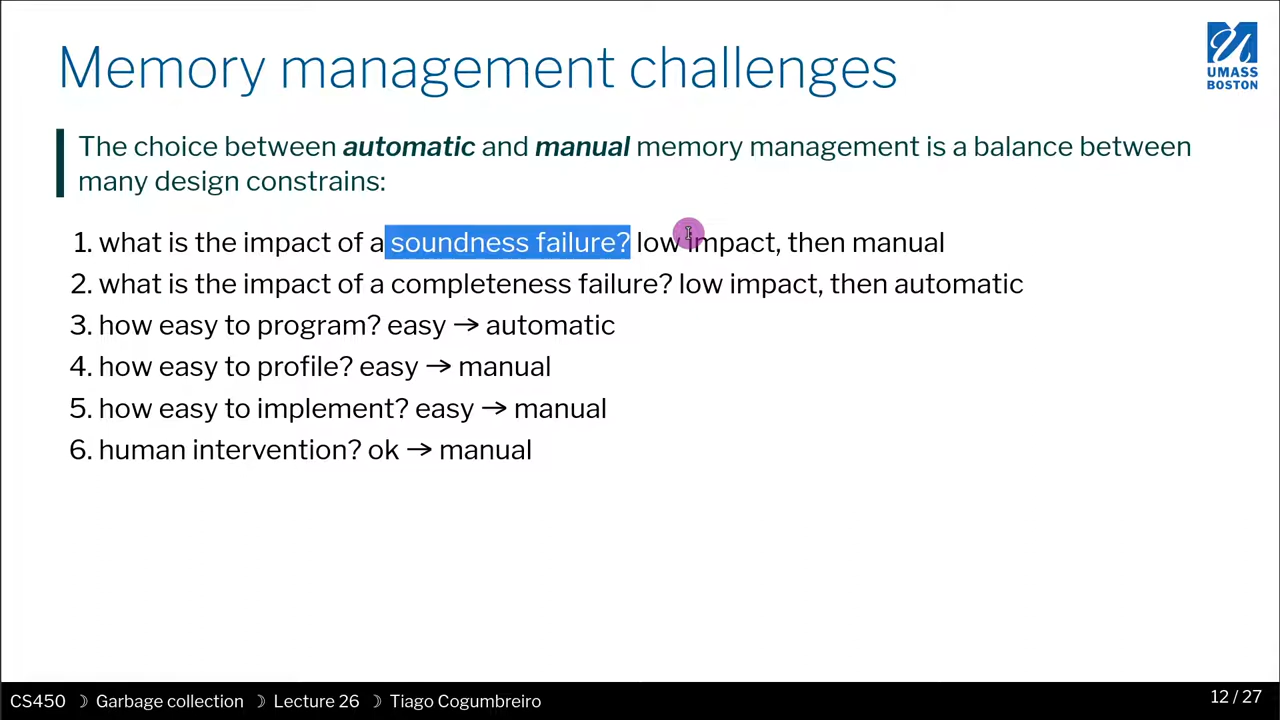 Memory management challenges
UMASS
BOSTON
The choice between automatic and manual memory management is a balance between
many design constrains:
1. what is the impact of a soundness failure? low impact, then manual
2. what is the impact of a completeness failure? low impact, then automatic
3. how easy to program? easy → automatic
4. how easy to profile? easy → manual
5. how easy to implement? easy → manual
6. human intervention? ok → manual
CS450 ☽ Garbage collection ☽ Lecture 26 ☽ Tiago Cogumbreiro
12 / 27